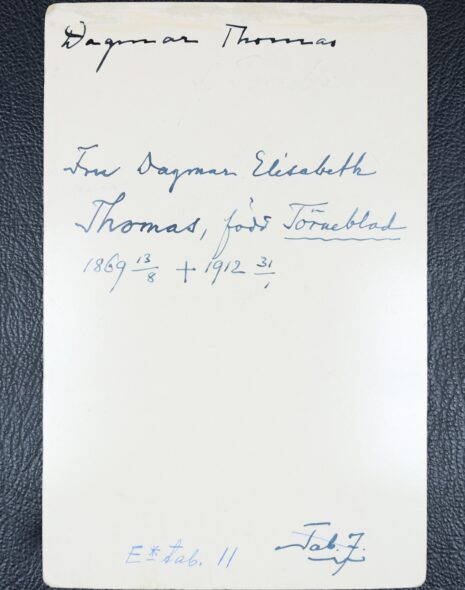 Dagmar Thomas
Fru Dagmar Elisabeth
Thomas, född Törneblad
1869 13/8 + 1912 31/1
Tab. 7.
E* tab. 11